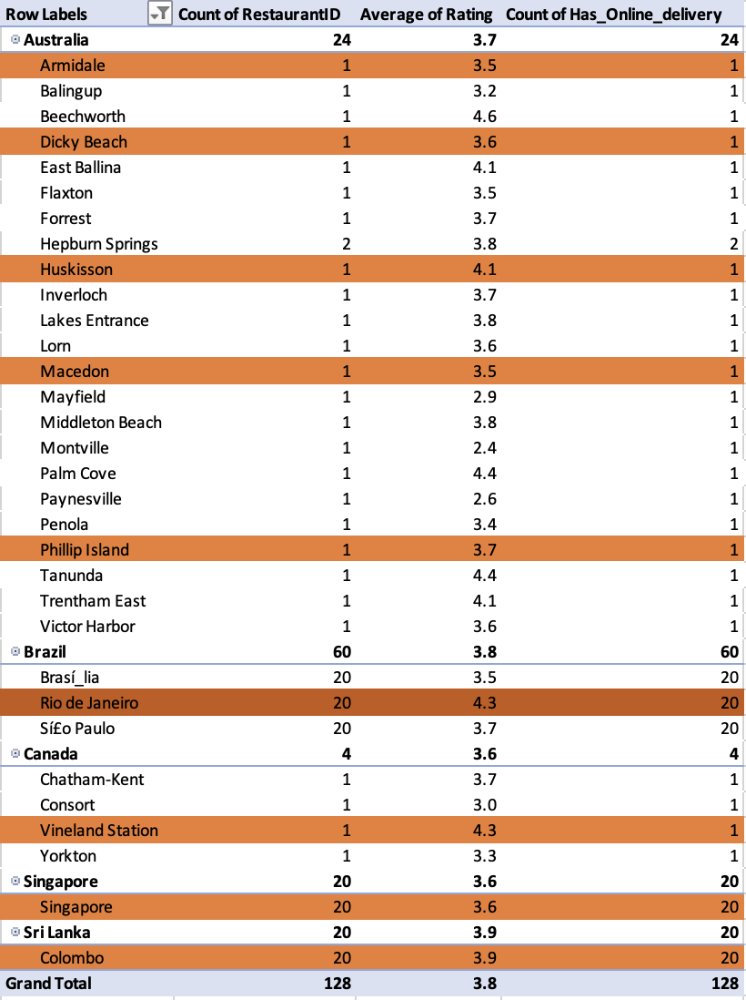 Row Labels Count of RestaurantID Average of Rating Count of Has_Online_delivery
Australia 24 3.7 24
Armidale 1 3.5 1
Balingup 1 3.2 1
Beechworth 1 4.6 1
Dicky Beach 1 3.6 1
East Ballina 1 4.1 1
Flaxton 1 3.5 1
Forrest 1 3.7 1
Hepburn Springs 2 3.8 2
Huskisson 1 4.1 1
Inverloch 1 3.7 1
Lakes Entrance 1 3.8 1
Lorn 1 3.6 1
Macedon 1 3.5 1
Mayfield 1 2.9 1
Middleton Beach 1 3.8 1
Montville 1 2.4 1
Palm Cove 1 4.4 1
Paynesville 1 2.6 1
Penola 1 3.4 1
Phillip Island 1 3.7 1
Tanunda 1 4.4 1
Trentham East 1 4.1 1
Victor Harbor 1 3.6 1
Brazil 60 3.8 60
Brasí_lia 20 3.5 20
Rio de Janeiro 20 4.3 20
Sí£o Paulo 20 3.7 20
Canada 4 3.6 4
Chatham-Kent 1 3.7 1
Consort 1 3.0 1
Vineland Station 1 4.3 1
Yorkton 1 3.3 1
Singapore 20 3.6 20
Singapore 20 3.6 20
Sri Lanka 20 3.9 20
Colombo 20 3.9 20
Grand Total 128 3.8 128